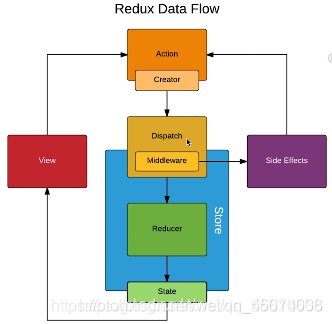 Redux Data Flow
Action
Creator
Dispatch
Middleware
View
Side Effects
Store
Reducer
State